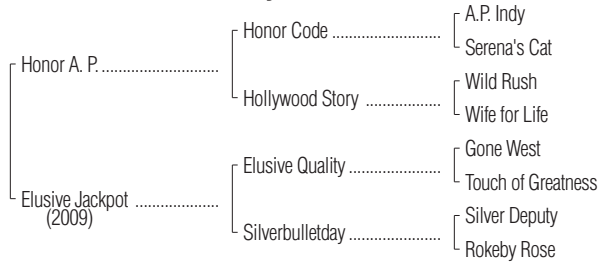 A.P. Indy
Honor Code ..................
Serena's Cat
Honor A. P. ..........................
Wild Rush
Hollywood Story ..................
Wife for Life
Gone West
Elusive Quality ......................
Touch of Greatness
Elusive Jackpot ..................
(2009)
Silver Deputy
Silverbulletday ......................
Rokeby Rose